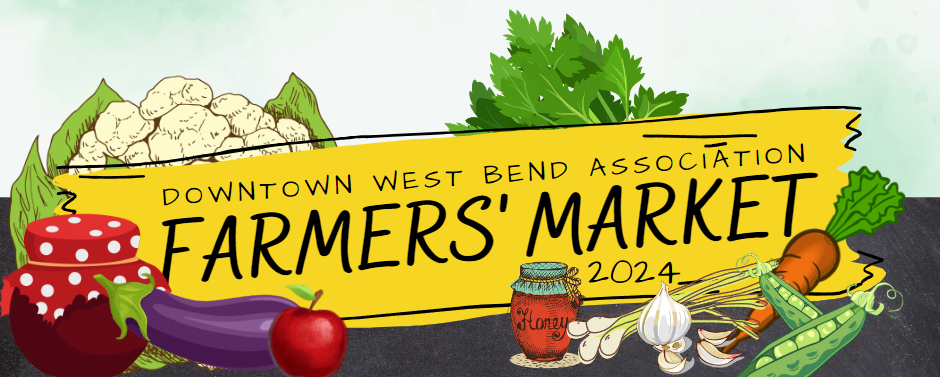 DOWNTOWN WEST BEND ASSOCIATION
FARMERS' MARKET
2024
Honey